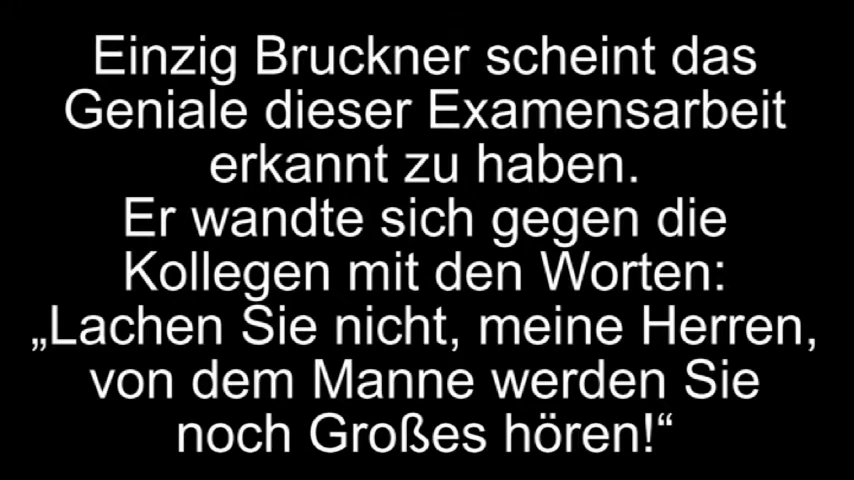 Einzig Bruckner scheint das
Geniale dieser Examensarbeit
erkannt zu haben.
Er wandte sich gegen die
Kollegen mit den Worten:
„Lachen Sie nicht, meine Herren,
von dem Manne werden Sie
noch Großes hören!“